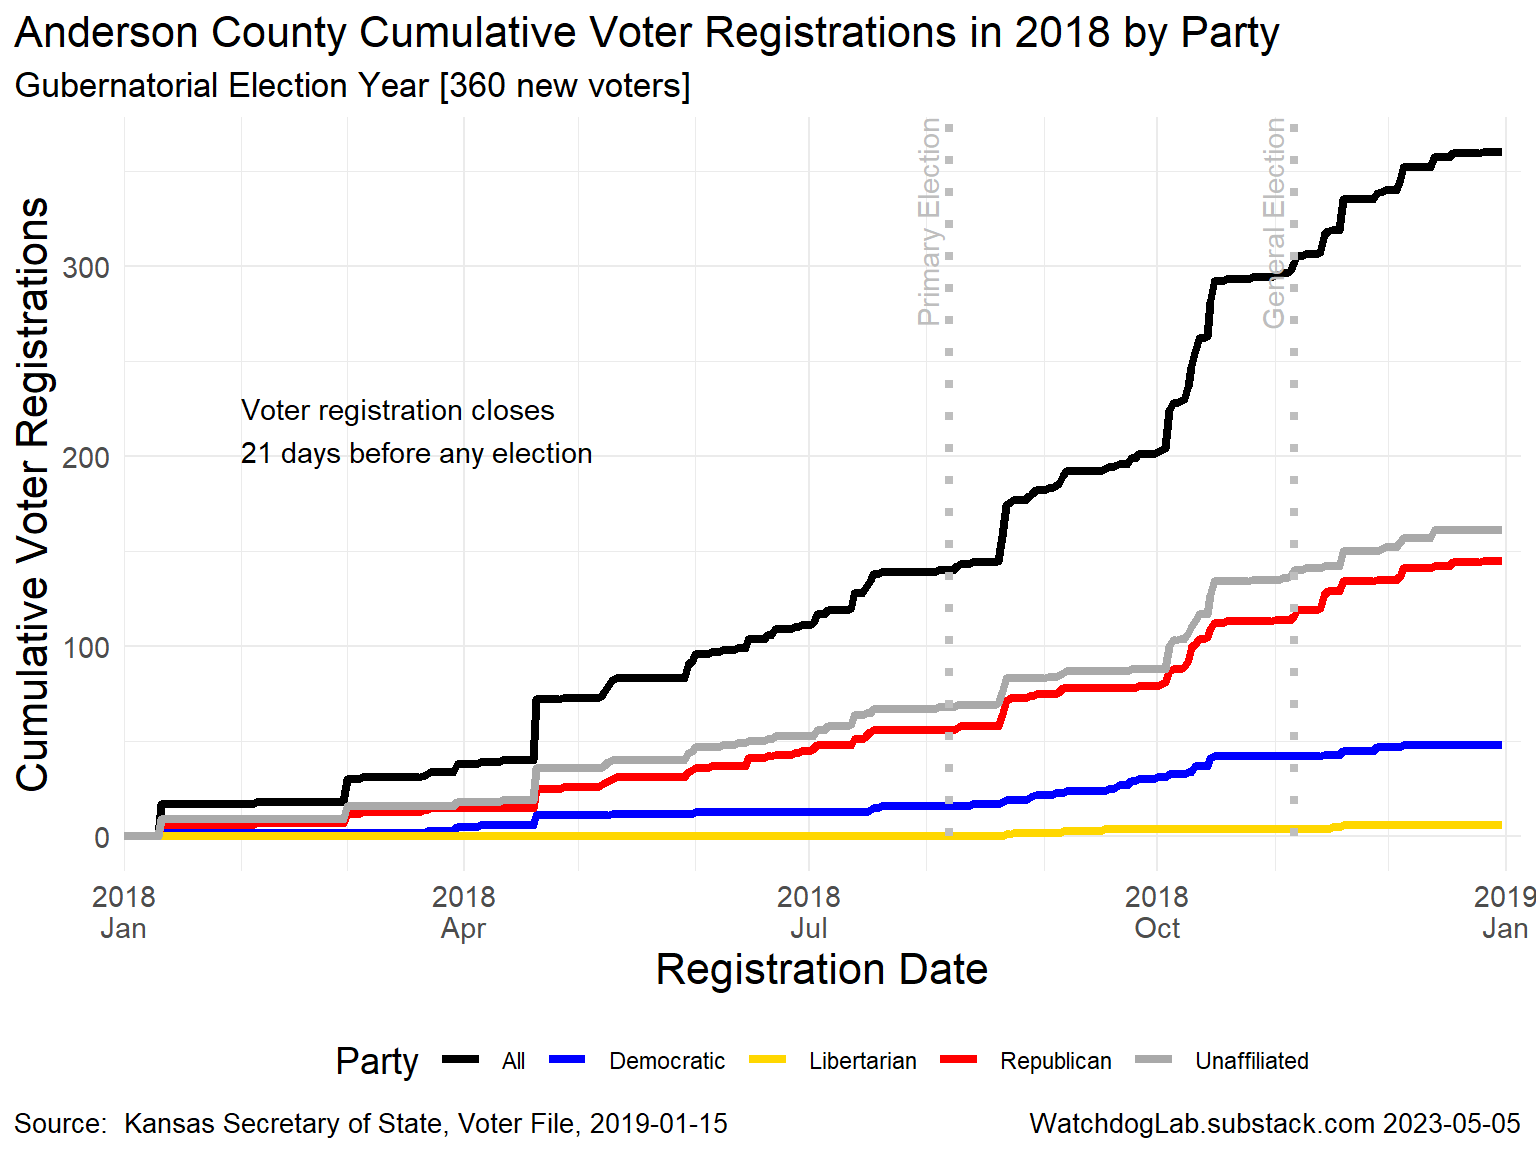 Anderson County Cumulative Voter Registrations in 2018 by Party
Gubernatorial Election Year [360 new voters]
Cumulative Voter Registrations
300
200
100
0
Primary Election
General Election
Voter registration closes
21 days before any election
2018 2018 2018 2018 2019
Jan Apr Jul Oct Jan
Registration Date
Party All Democratic Libertarian Republican Unaffiliated
Source:  Kansas Secretary of State, Voter File, 2019-01-15
WatchdogLab.substack.com 2023-05-05